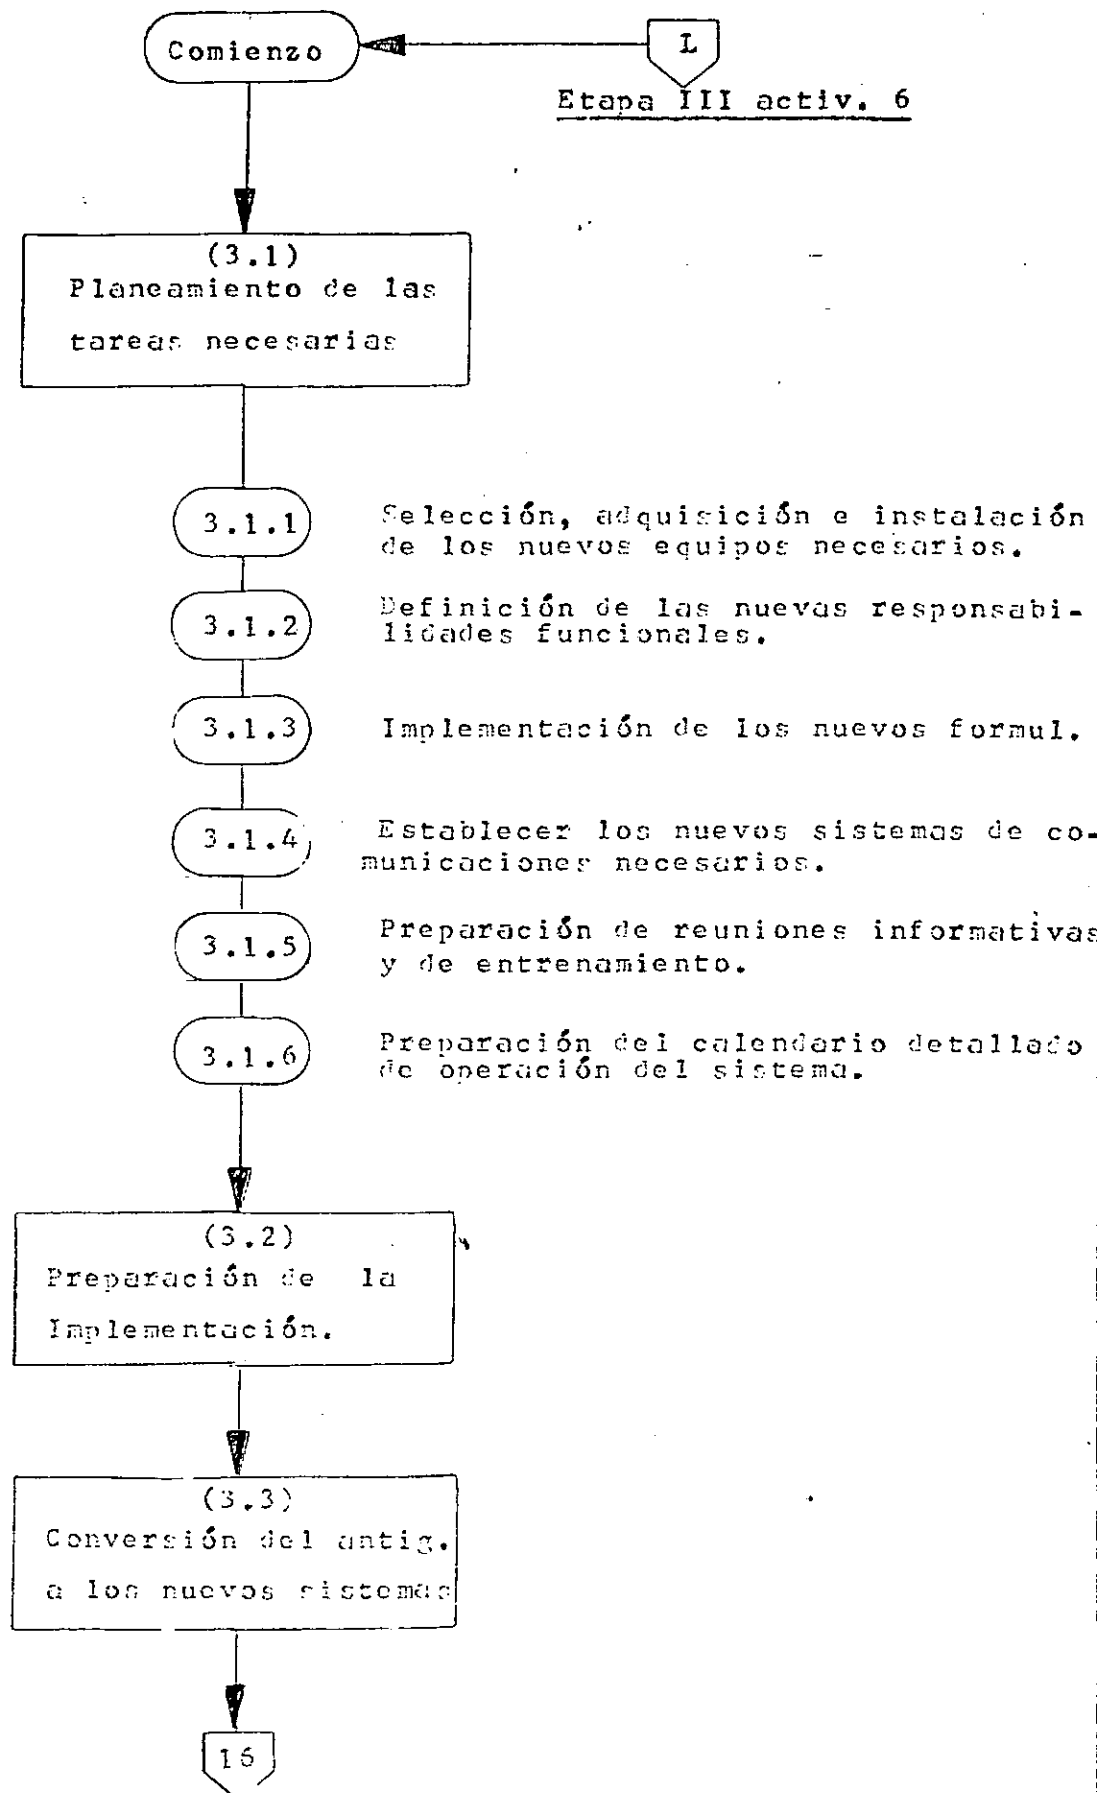 Comienzo
L
Etapa III activ. 6
(3.1)
Planeamiento de las
tareas necesarias
3.1.1
Selección, adquisición e instalación
de los nuevos equipos necesarios.
3.1.2
Definición de las nuevas responsabi-
lidades funcionales.
3.1.3
Implementación de los nuevos formul.
3.1.4
Establecer los nuevos sistemas de co-
municaciones necesarios.
3.1.5
Preparación de reuniones informativas
y de entrenamiento.
3.1.6
Preparación del calendario detallado
de operación del sistema.
(3.2)
Preparación de la
Implementación.
(3.3)
Conversión del antig.
a los nuevos sistemas
16